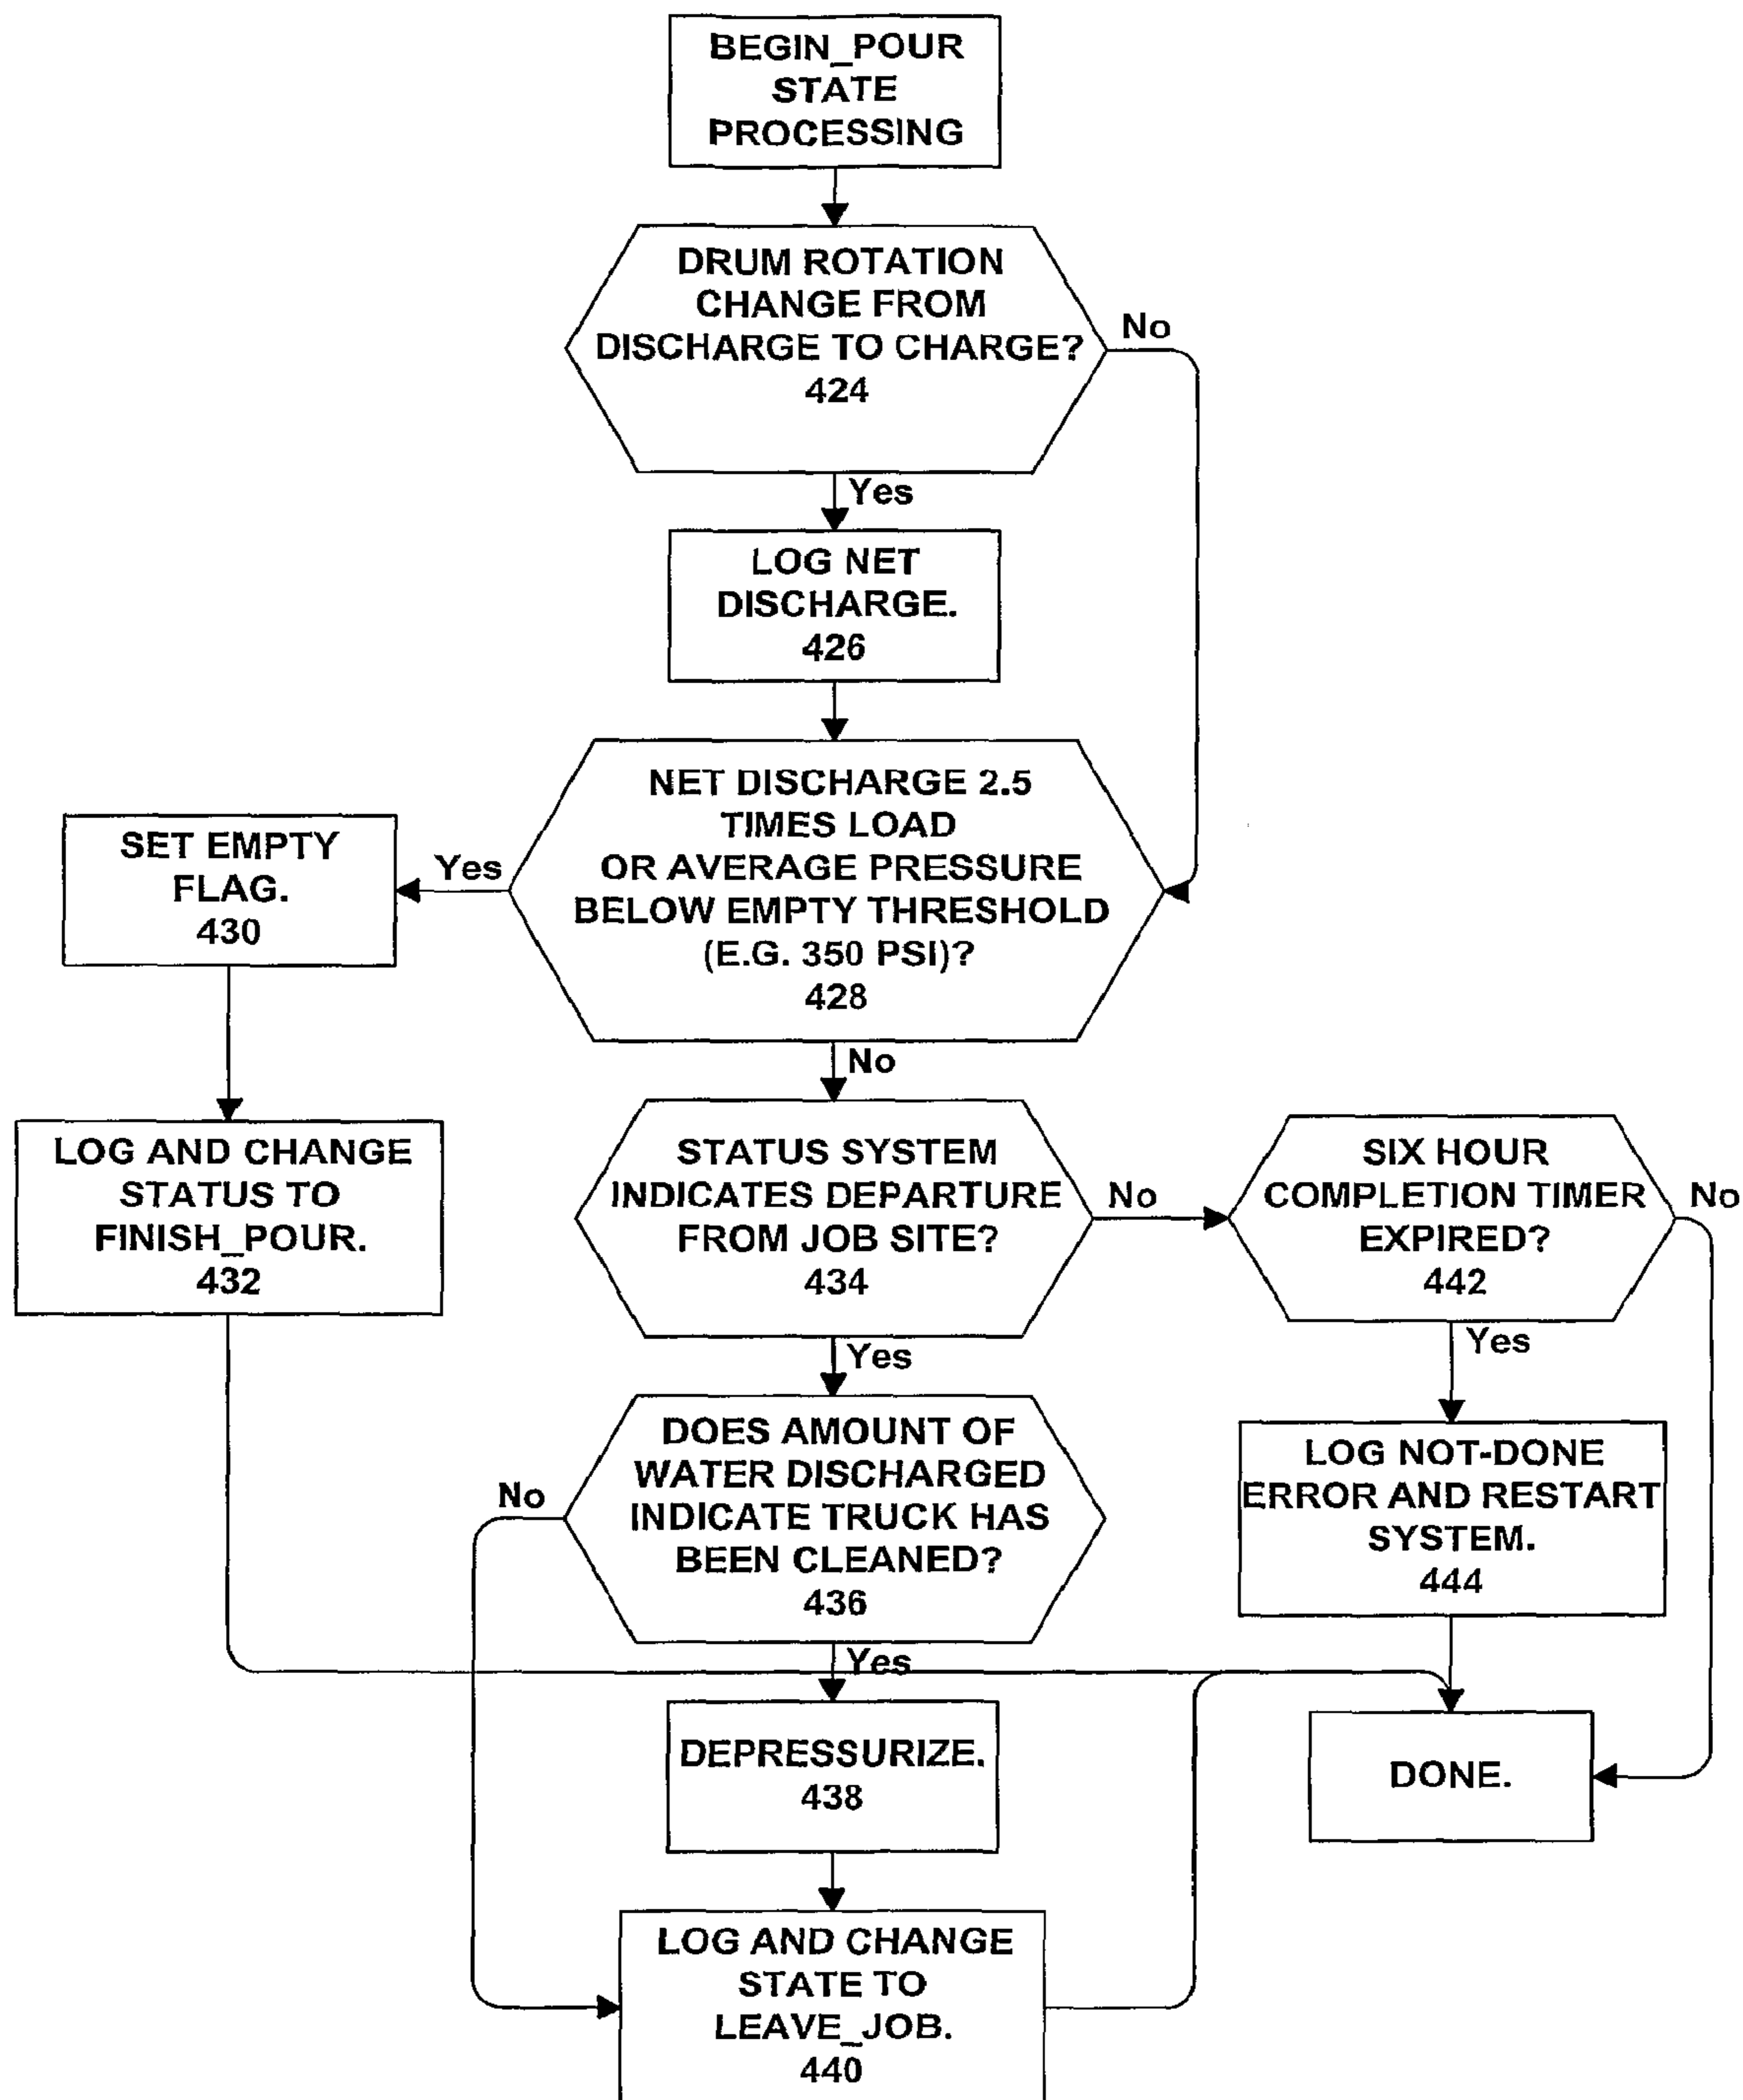 BEGIN_POUR
STATE
PROCESSING
DRUM ROTATION
CHANGE FROM
DISCHARGE TO CHARGE?
424
No
Yes
LOG NET
DISCHARGE.
426
NET DISCHARGE 2.5
TIMES LOAD
OR AVERAGE PRESSURE
BELOW EMPTY THRESHOLD
(E.G. 350 PSI)?
428
Yes
SET EMPTY
FLAG.
430
No
LOG AND CHANGE
STATUS TO
FINISH_POUR.
432
STATUS SYSTEM
INDICATES DEPARTURE
FROM JOB SITE?
434
No
SIX HOUR
COMPLETION TIMER
EXPIRED?
442
No
Yes
Yes
DOES AMOUNT OF
WATER DISCHARGED
INDICATE TRUCK HAS
BEEN CLEANED?
436
No
LOG NOT-DONE
ERROR AND RESTART
SYSTEM.
444
Yes
DEPRESSURIZE.
438
DONE.
LOG AND CHANGE
STATE TO
LEAVE_JOB.
440